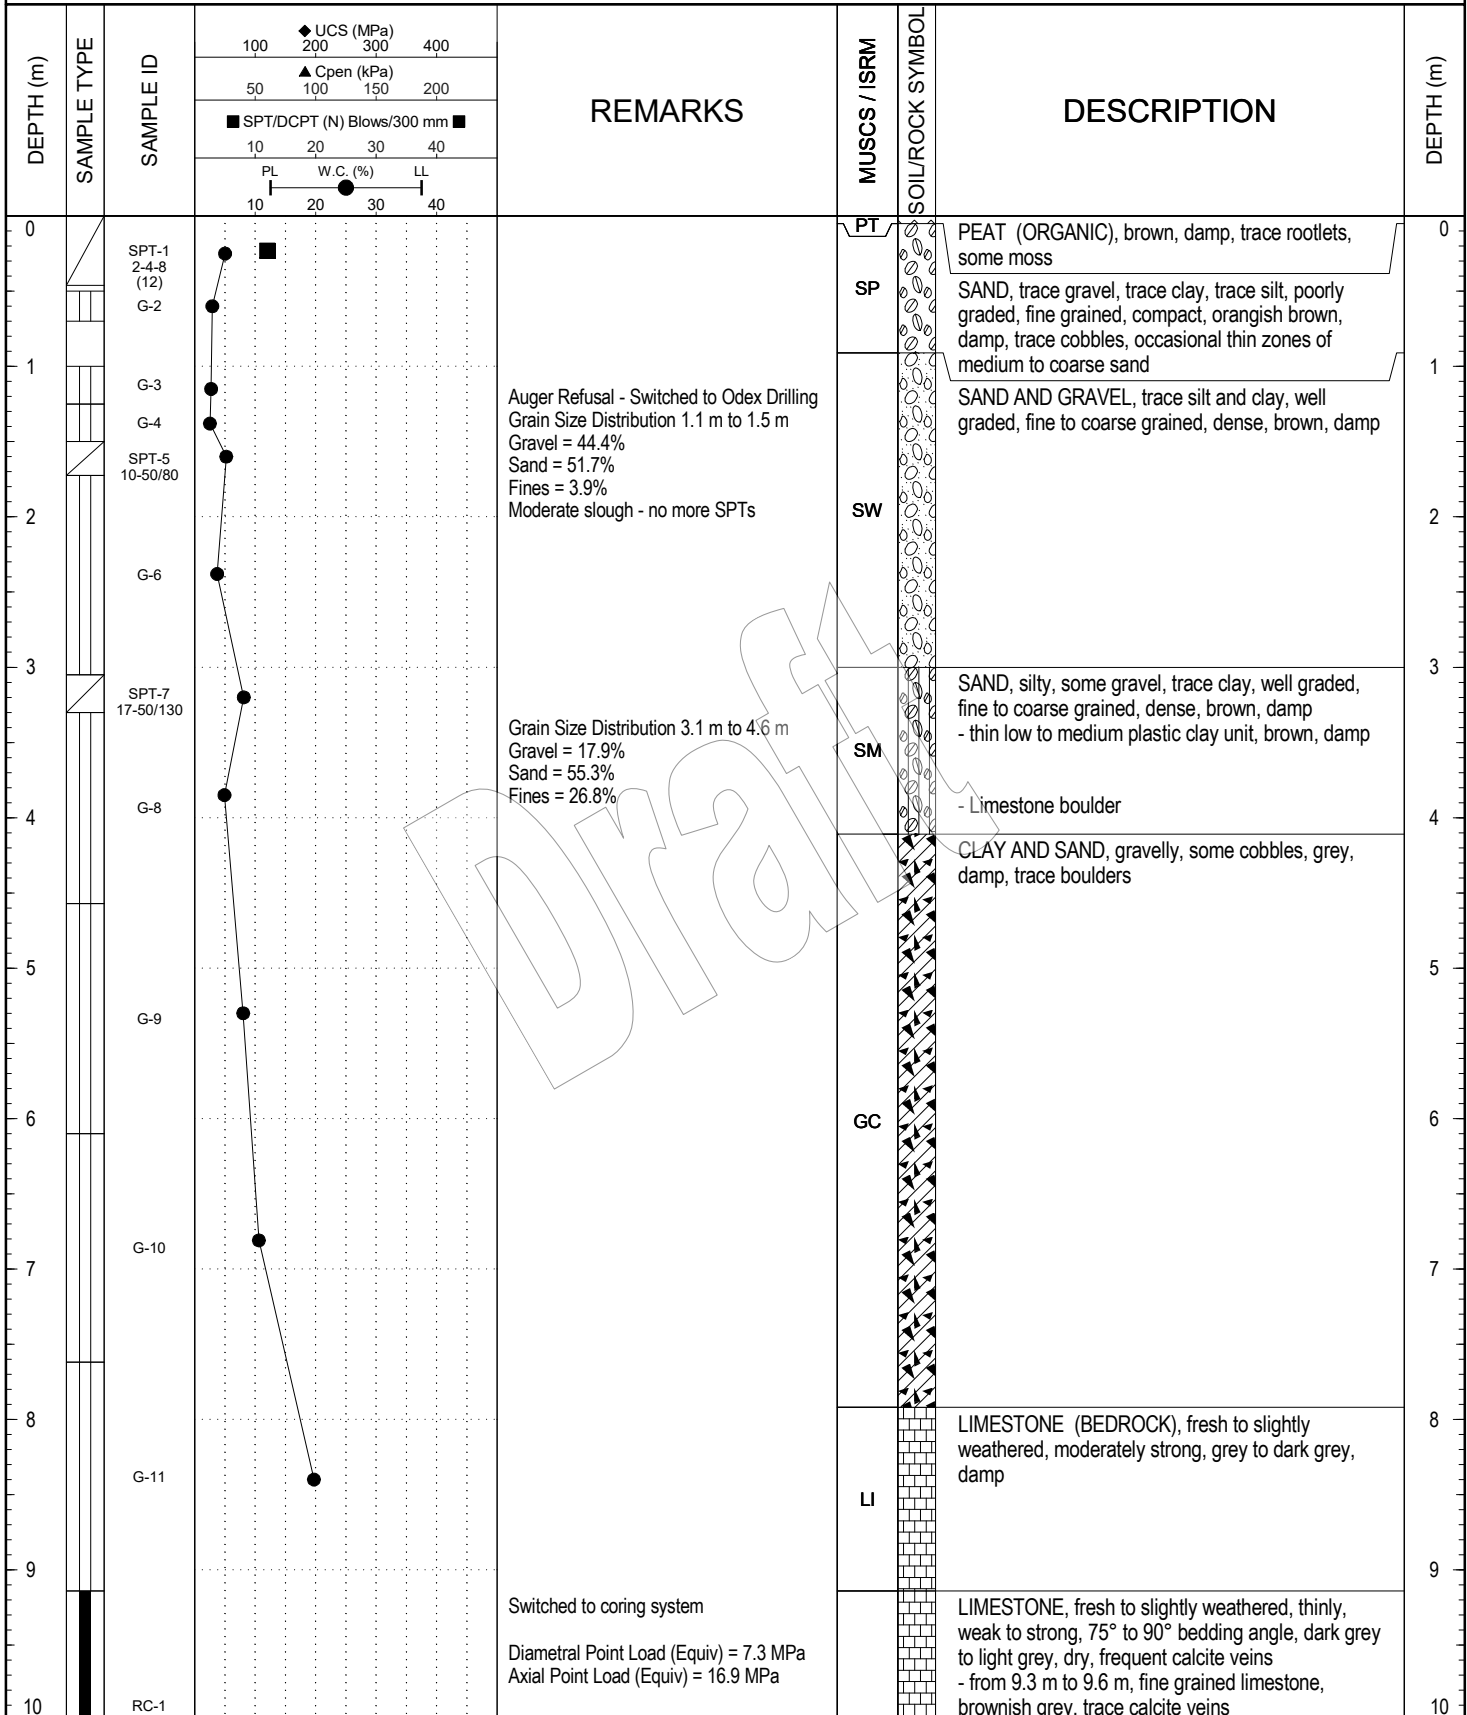 DEPTH (m)
SAMPLE TYPE
SAMPLE ID
◆ UCS (MPa)
100 200 300 400
▲ Cpen (kPa)
50 100 150 200
■ SPT/DCPT (N) Blows/300 mm ■
10 20 30 40
PL W.C. (%) LL
10 20 30 40
REMARKS
MUSCS / ISRM
SOIL/ROCK SYMBOL
DESCRIPTION
DEPTH (m)
0
1
2
3
4
5
6
7
8
9
10
SPT-1
2-4-8
(12)
G-2
G-3
G-4
SPT-5
10-50/80
G-6
SPT-7
17-50/130
G-8
G-9
G-10
G-11
RC-1
Auger Refusal - Switched to Odex Drilling
Grain Size Distribution 1.1 m to 1.5 m
Gravel = 44.4%
Sand = 51.7%
Fines = 3.9%
Moderate slough - no more SPTs
Grain Size Distribution 3.1 m to 4.6 m
Gravel = 17.9%
Sand = 55.3%
Fines = 26.8%
Switched to coring system
Diametral Point Load (Equiv) = 7.3 MPa
Axial Point Load (Equiv) = 16.9 MPa
Draft
PT
SP
SW
SM
GC
LI
PEAT (ORGANIC), brown, damp, trace rootlets,
some moss
SAND, trace gravel, trace clay, trace silt, poorly
graded, fine grained, compact, orangish brown,
damp, trace cobbles, occasional thin zones of
medium to coarse sand
SAND AND GRAVEL, trace silt and clay, well
graded, fine to coarse grained, dense, brown, damp
SAND, silty, some gravel, trace clay, well graded,
fine to coarse grained, dense, brown, damp
- thin low to medium plastic clay unit, brown, damp
- Limestone boulder
CLAY AND SAND, gravelly, some cobbles, grey,
damp, trace boulders
LIMESTONE (BEDROCK), fresh to slightly
weathered, moderately strong, grey to dark grey,
damp
LIMESTONE, fresh to slightly weathered, thinly,
weak to strong, 75° to 90° bedding angle, dark grey
to light grey, dry, frequent calcite veins
- from 9.3 m to 9.6 m, fine grained limestone,
brownish grey, trace calcite veins
0
1
2
3
4
5
6
7
8
9
10